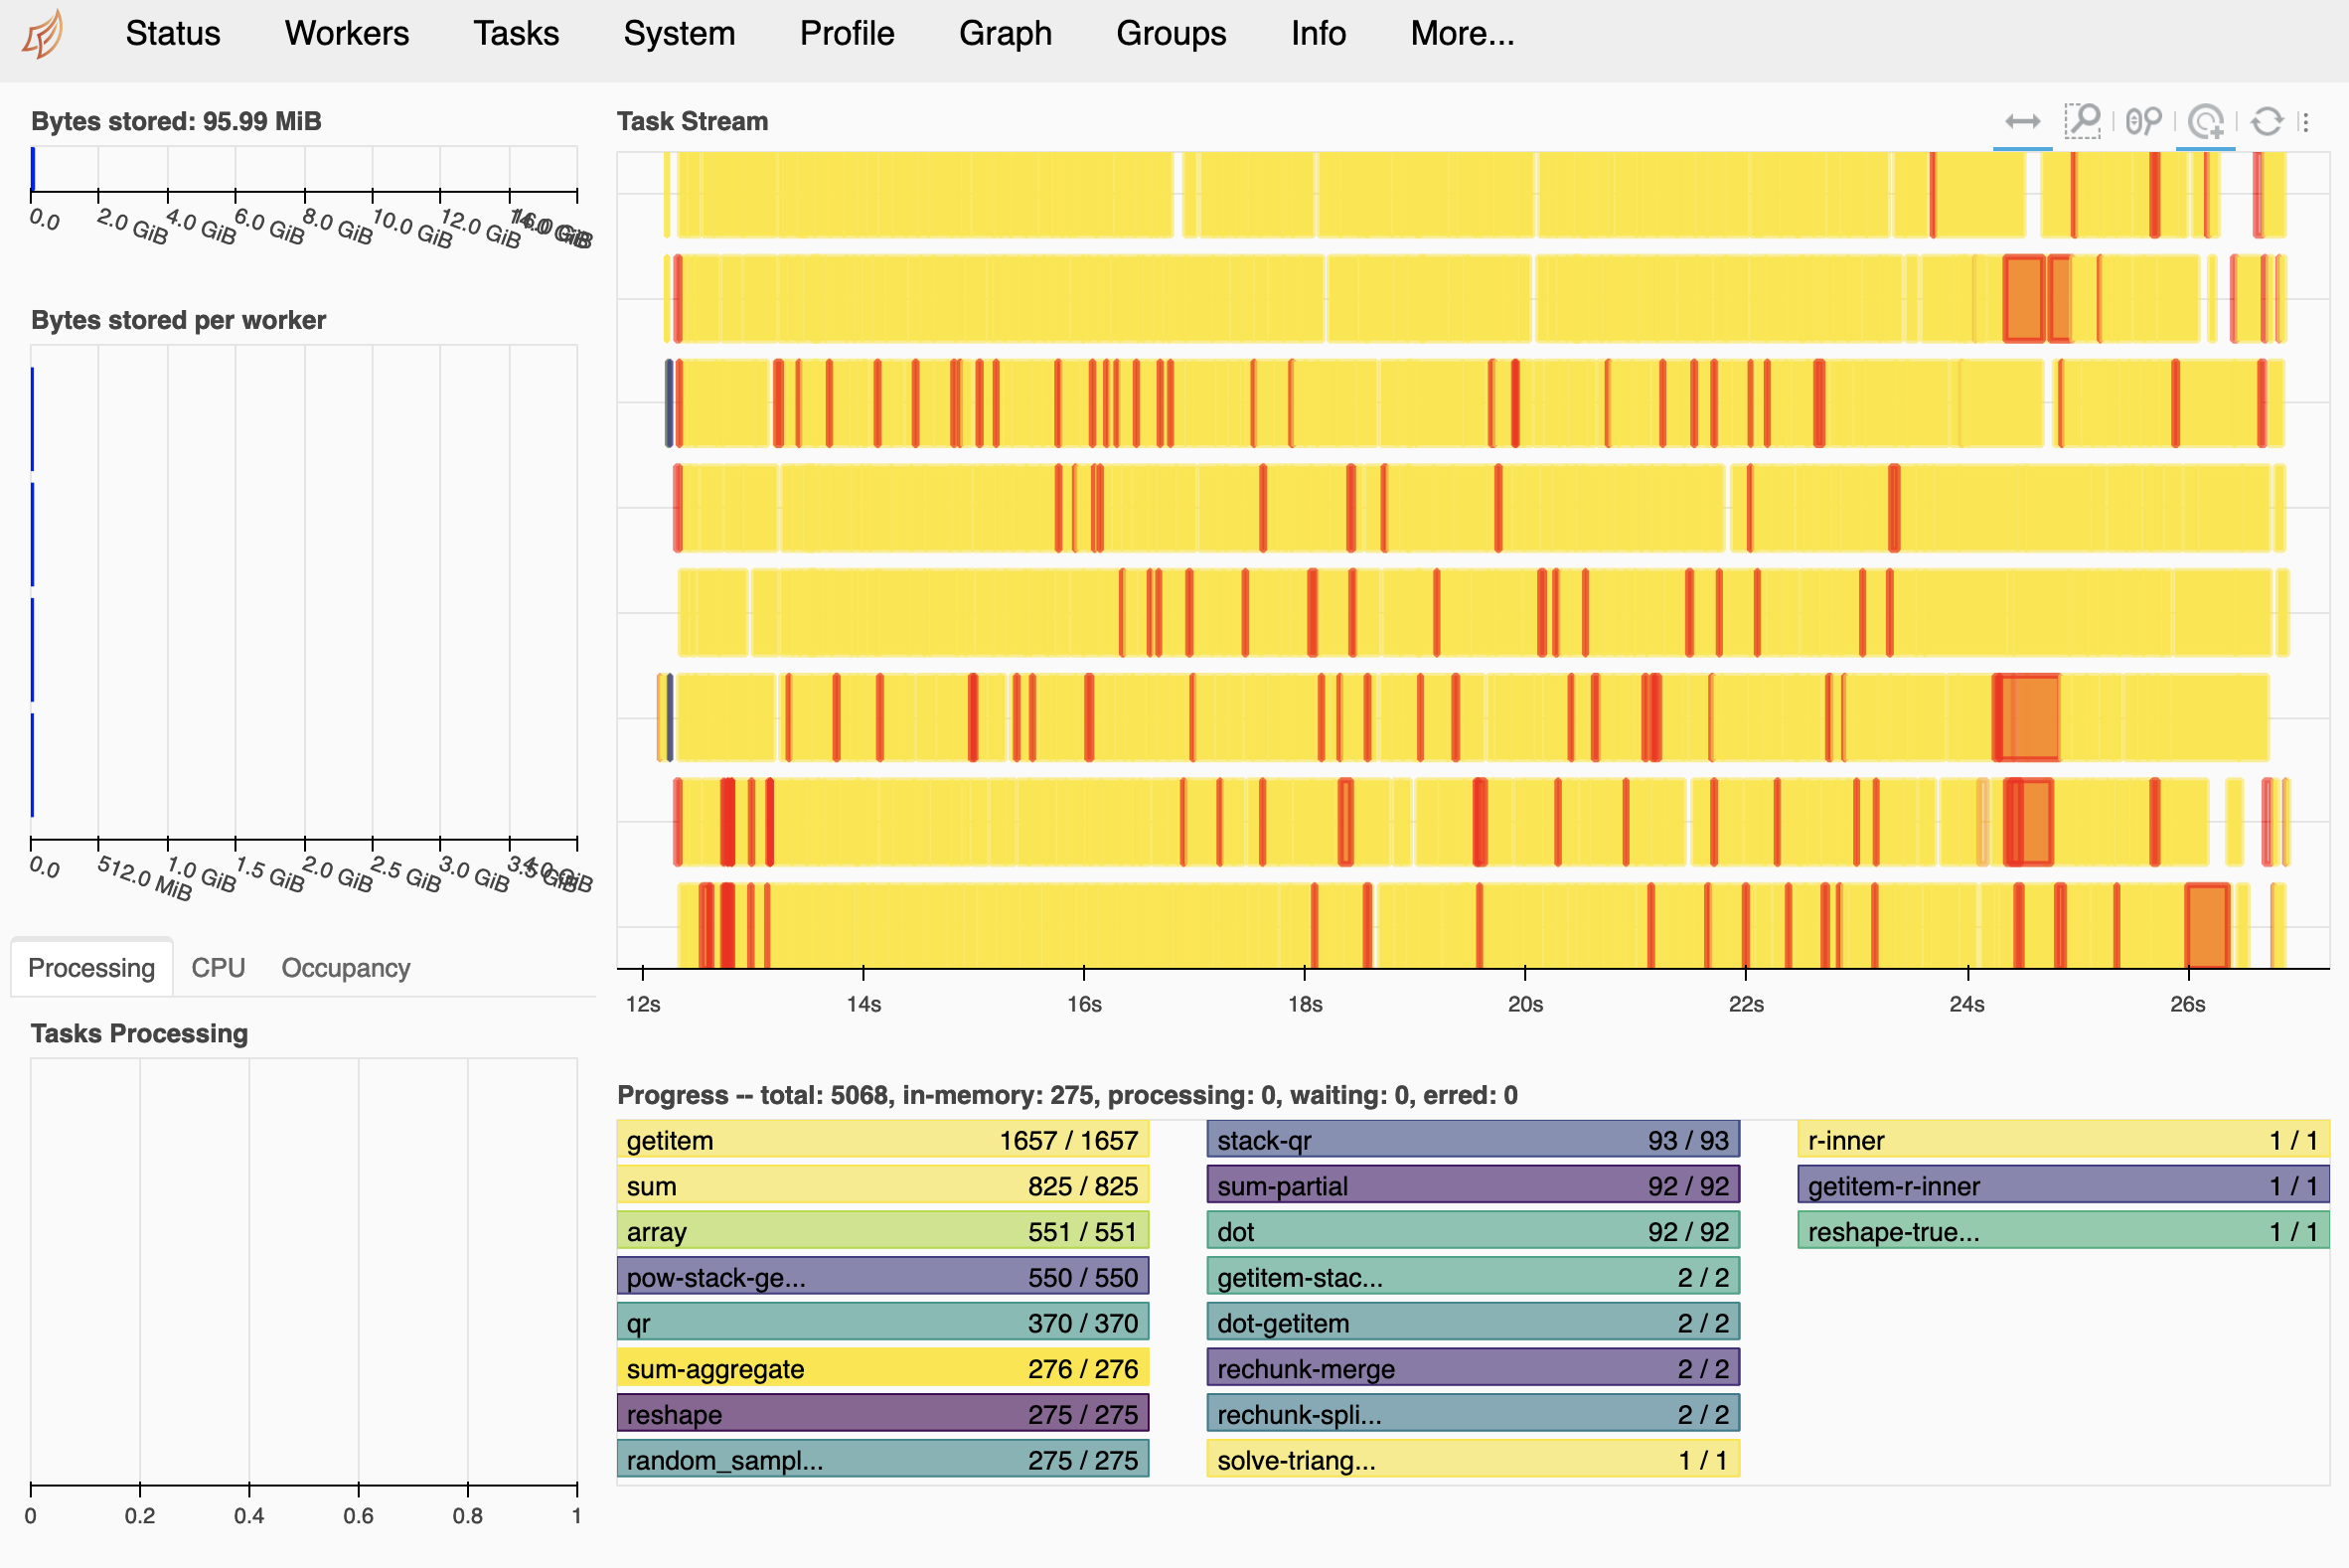 Status Workers Tasks System Profile Graph Groups Info More...
Bytes stored: 95.99 MiB
0.0 2.0 GiB 4.0 GiB 6.0 GiB 8.0 GiB 10.0 GiB 12.0 GiB 14.0 GiB 16.0 GiB
Bytes stored per worker
0.0 512.0 MiB 1.0 GiB 1.5 GiB 2.0 GiB 2.5 GiB 3.0 GiB 3.5 GiB 4.0 GiB
Processing CPU Occupancy
Tasks Processing
0 0.2 0.4 0.6 0.8 1
Task Stream
12s 14s 16s 18s 20s 22s 24s 26s
Progress -- total: 5068, in-memory: 275, processing: 0, waiting: 0, erred: 0
getitem 1657 / 1657
sum 825 / 825
array 551 / 551
pow-stack-ge... 550 / 550
qr 370 / 370
sum-aggregate 276 / 276
reshape 275 / 275
random_sampl... 275 / 275
stack-qr 93 / 93
sum-partial 92 / 92
dot 92 / 92
getitem-stac... 2 / 2
dot-getitem 2 / 2
rechunk-merge 2 / 2
rechunk-spli... 2 / 2
solve-triang... 1 / 1
r-inner 1 / 1
getitem-r-inner 1 / 1
reshape-true... 1 / 1